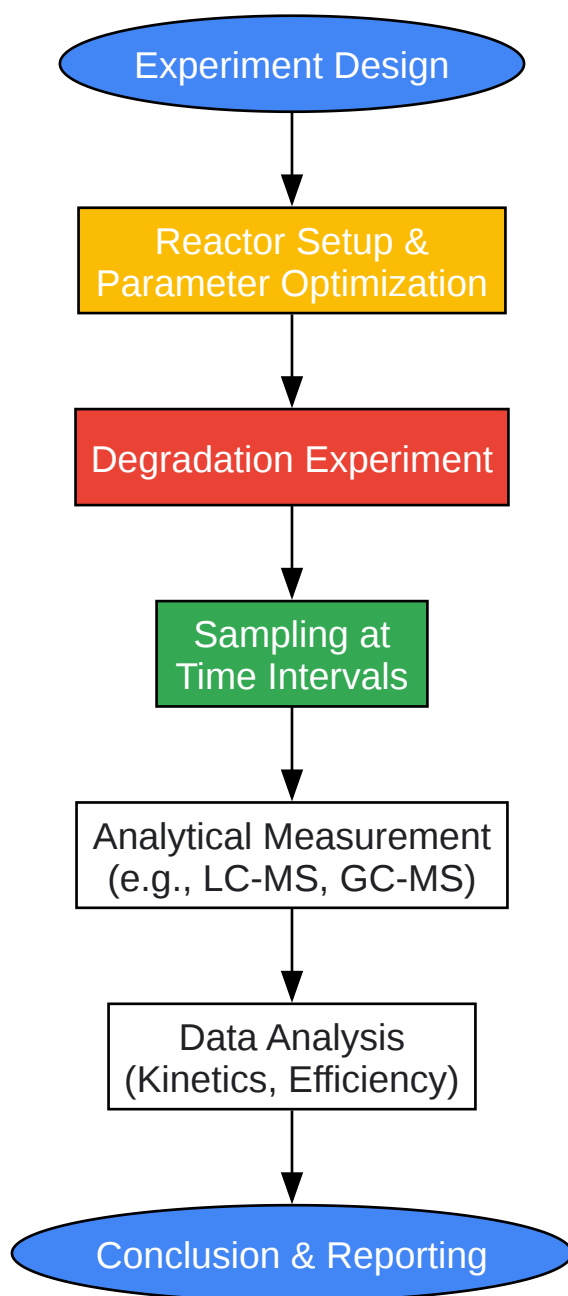 Experiment Design
Reactor Setup &
Parameter Optimization
Degradation Experiment
Sampling at
Time Intervals
Analytical Measurement
(e.g., LC-MS, GC-MS)
Data Analysis
(Kinetics, Efficiency)
Conclusion & Reporting